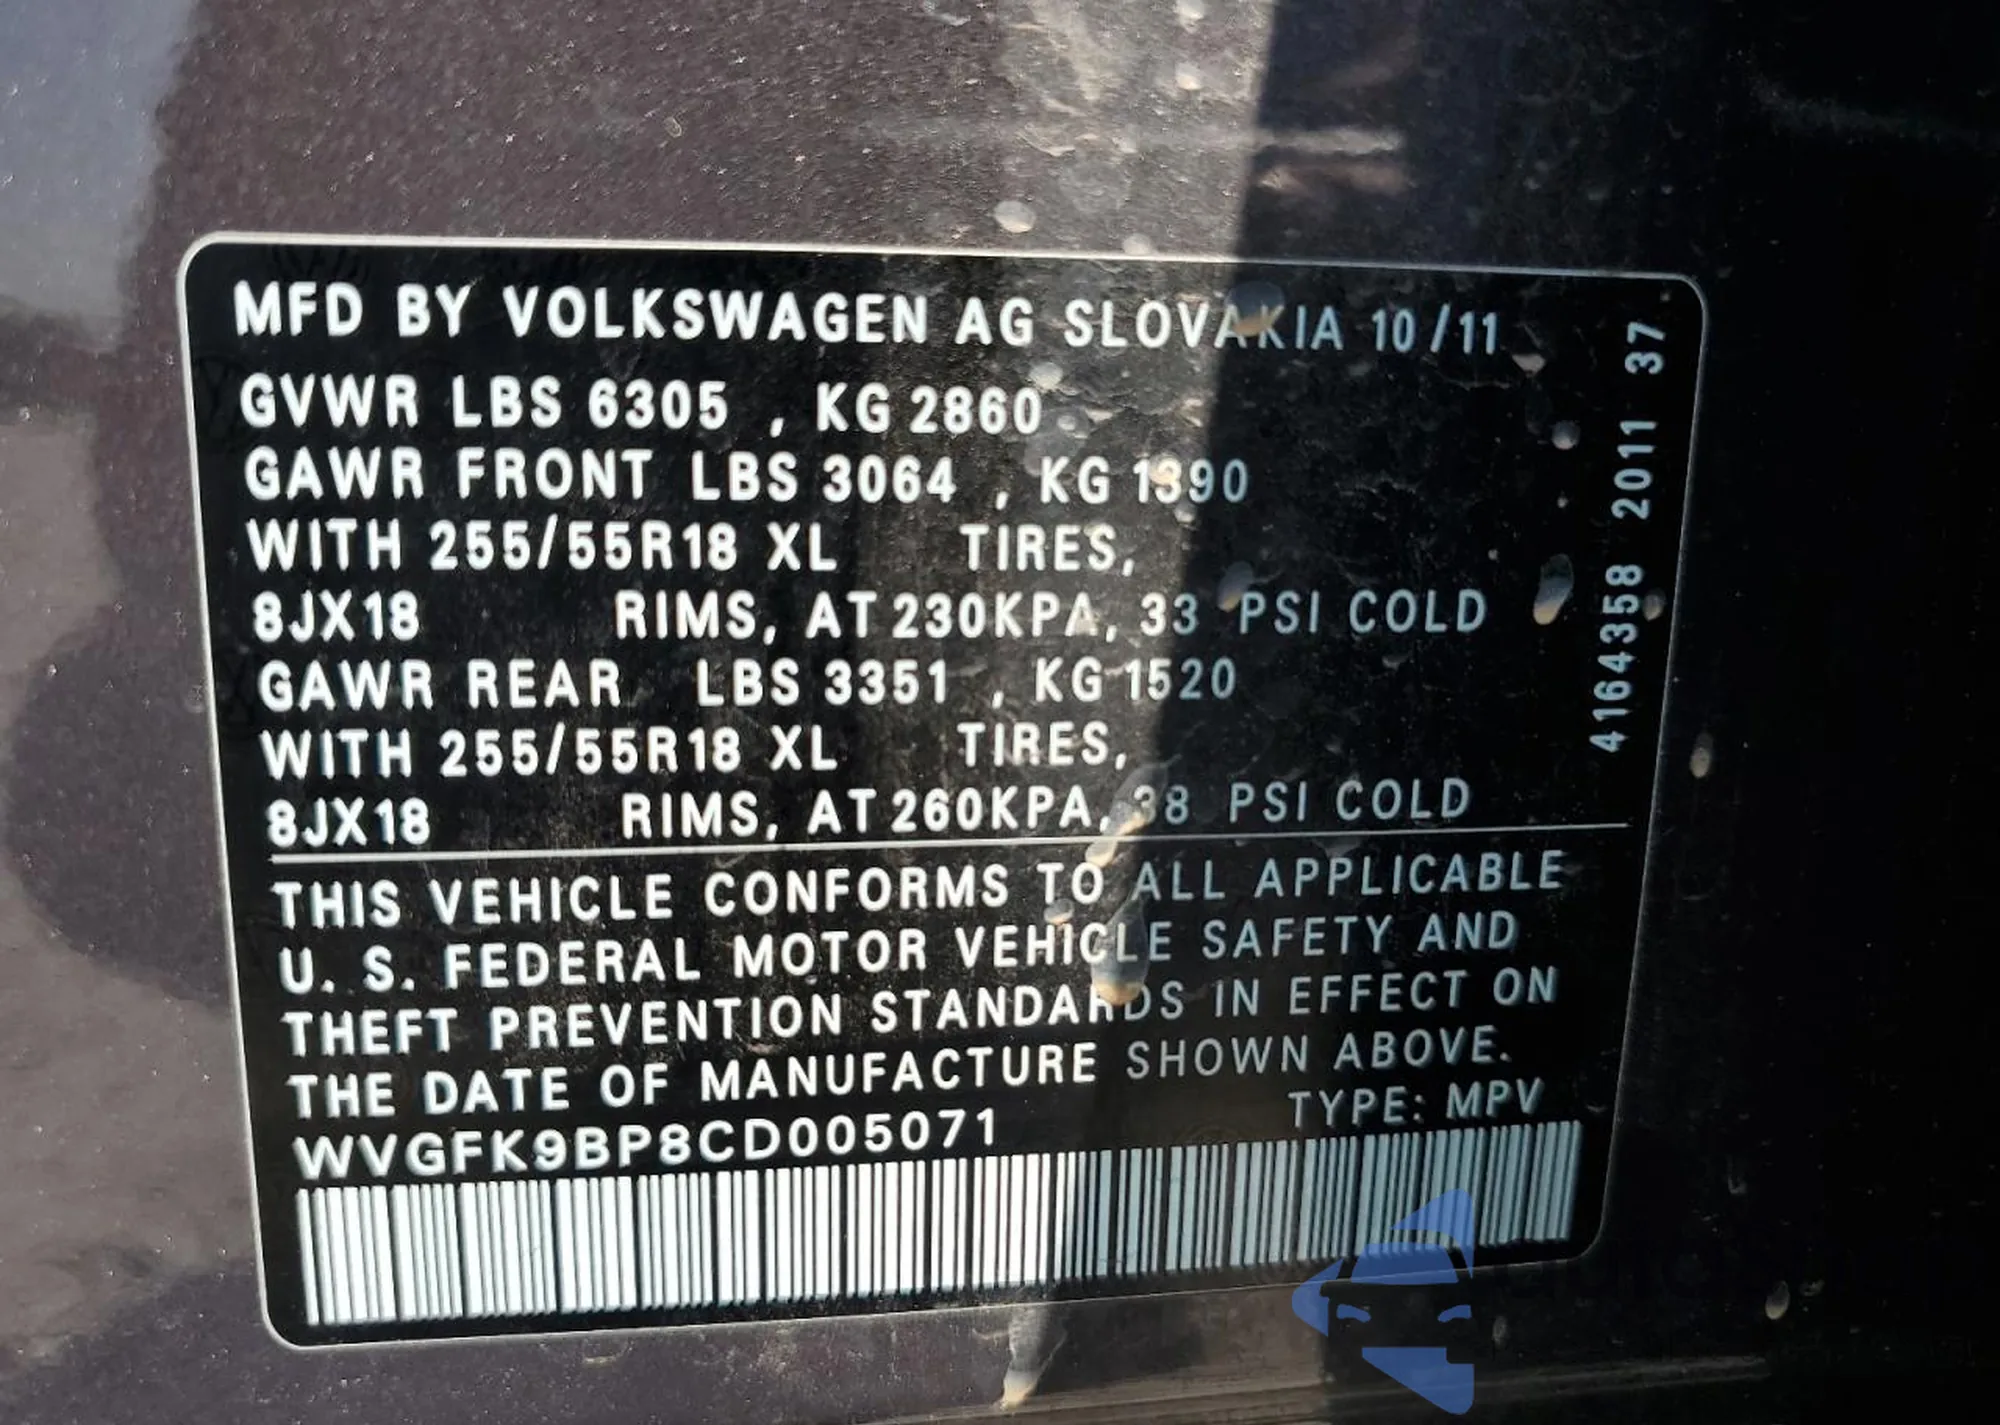 MFD BY VOLKSWAGEN AG SLOVAKIA 10/11
GVWR LBS 6305 , KG 2860
GAWR FRONT LBS 3064 , KG 1390
WITH 255/55R18 XL TIRES,
8JX18 RIMS, AT 230KPA, 33 PSI COLD
GAWR REAR LBS 3351 , KG 1520
WITH 255/55R18 XL TIRES,
8JX18 RIMS, AT 260KPA, 38 PSI COLD
THIS VEHICLE CONFORMS TO ALL APPLICABLE
U. S. FEDERAL MOTOR VEHICLE SAFETY AND
THEFT PREVENTION STANDARDS IN EFFECT ON
THE DATE OF MANUFACTURE SHOWN ABOVE.
TYPE: MPV
WVGFK9BP8CD005071
4164358 2011 37